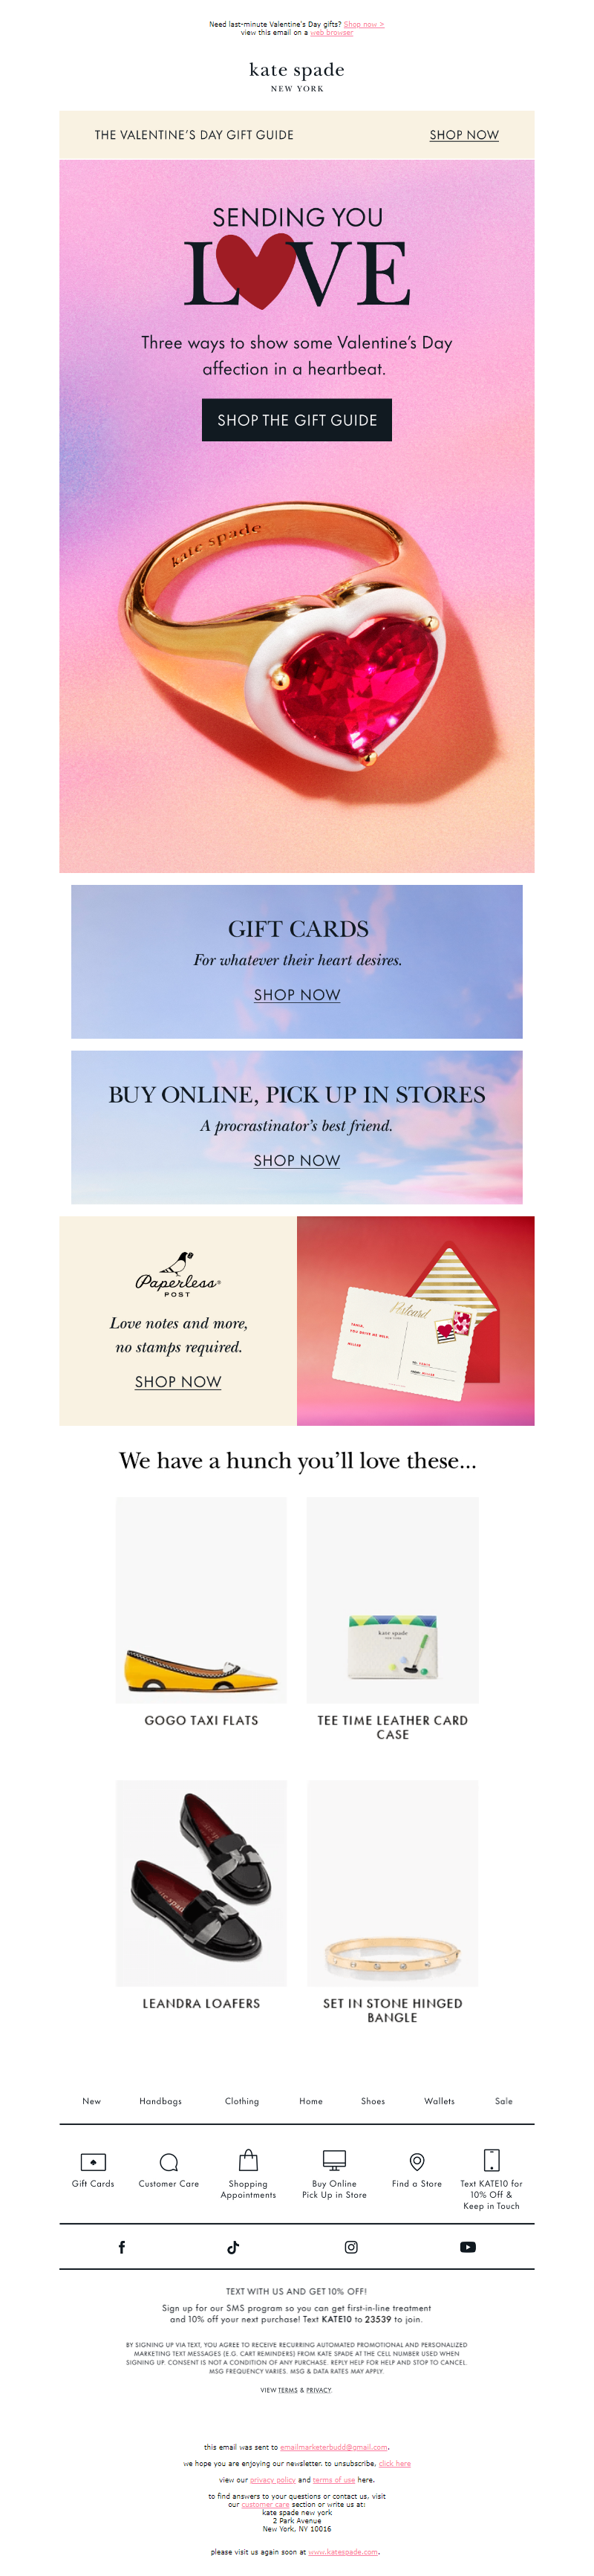 Need last-minute Valentine's Day gifts? Shop now >
view this email on a web browser
kate spade
NEW YORK
THE VALENTINE'S DAY GIFT GUIDE
SHOP NOW
SENDING YOU
LOVE
Three ways to show some Valentine's Day
affection in a heartbeat.
SHOP THE GIFT GUIDE
kate spade
GIFT CARDS
For whatever their heart desires.
SHOP NOW
BUY ONLINE, PICK UP IN STORES
A procrastinator's best friend.
SHOP NOW
Paperless®
POST
Love notes and more,
no stamps required.
SHOP NOW
Postcard
We have a hunch you'll love these...
kate spade
NEW YORK
GOGO TAXI FLATS
TEE TIME LEATHER CARD
CASE
LEANDRA LOAFERS
SET IN STONE HINGED
BANGLE
New
Handbags
Clothing
Home
Shoes
Wallets
Sale
Gift Cards
Customer Care
Shopping
Appointments
Buy Online
Pick Up in Store
Find a Store
Text KATE10 for
10% Off &
Keep in Touch
TEXT WITH US AND GET 10% OFF!
Sign up for our SMS program so you can get first-in-line treatment
and 10% off your next purchase! Text KATE10 to 23539 to join.
BY SIGNING UP VIA TEXT, YOU AGREE TO RECEIVE RECURRING AUTOMATED PROMOTIONAL AND PERSONALIZED
MARKETING TEXT MESSAGES (E.G. CART REMINDERS) FROM KATE SPADE AT THE CELL NUMBER USED WHEN
SIGNING UP. CONSENT IS NOT A CONDITION OF ANY PURCHASE. REPLY HELP FOR HELP AND STOP TO CANCEL.
MSG FREQUENCY VARIES. MSG & DATA RATES MAY APPLY.
VIEW TERMS & PRIVACY.
this email was sent to emailmarketerbudd@gmail.com.
we hope you are enjoying our newsletter. to unsubscribe, click here
view our privacy policy and terms of use here.
to find answers to your questions or contact us, visit
our customer care section or write us at:
kate spade new york
2 Park Avenue
New York, NY 10016
please visit us again soon at www.katespade.com.